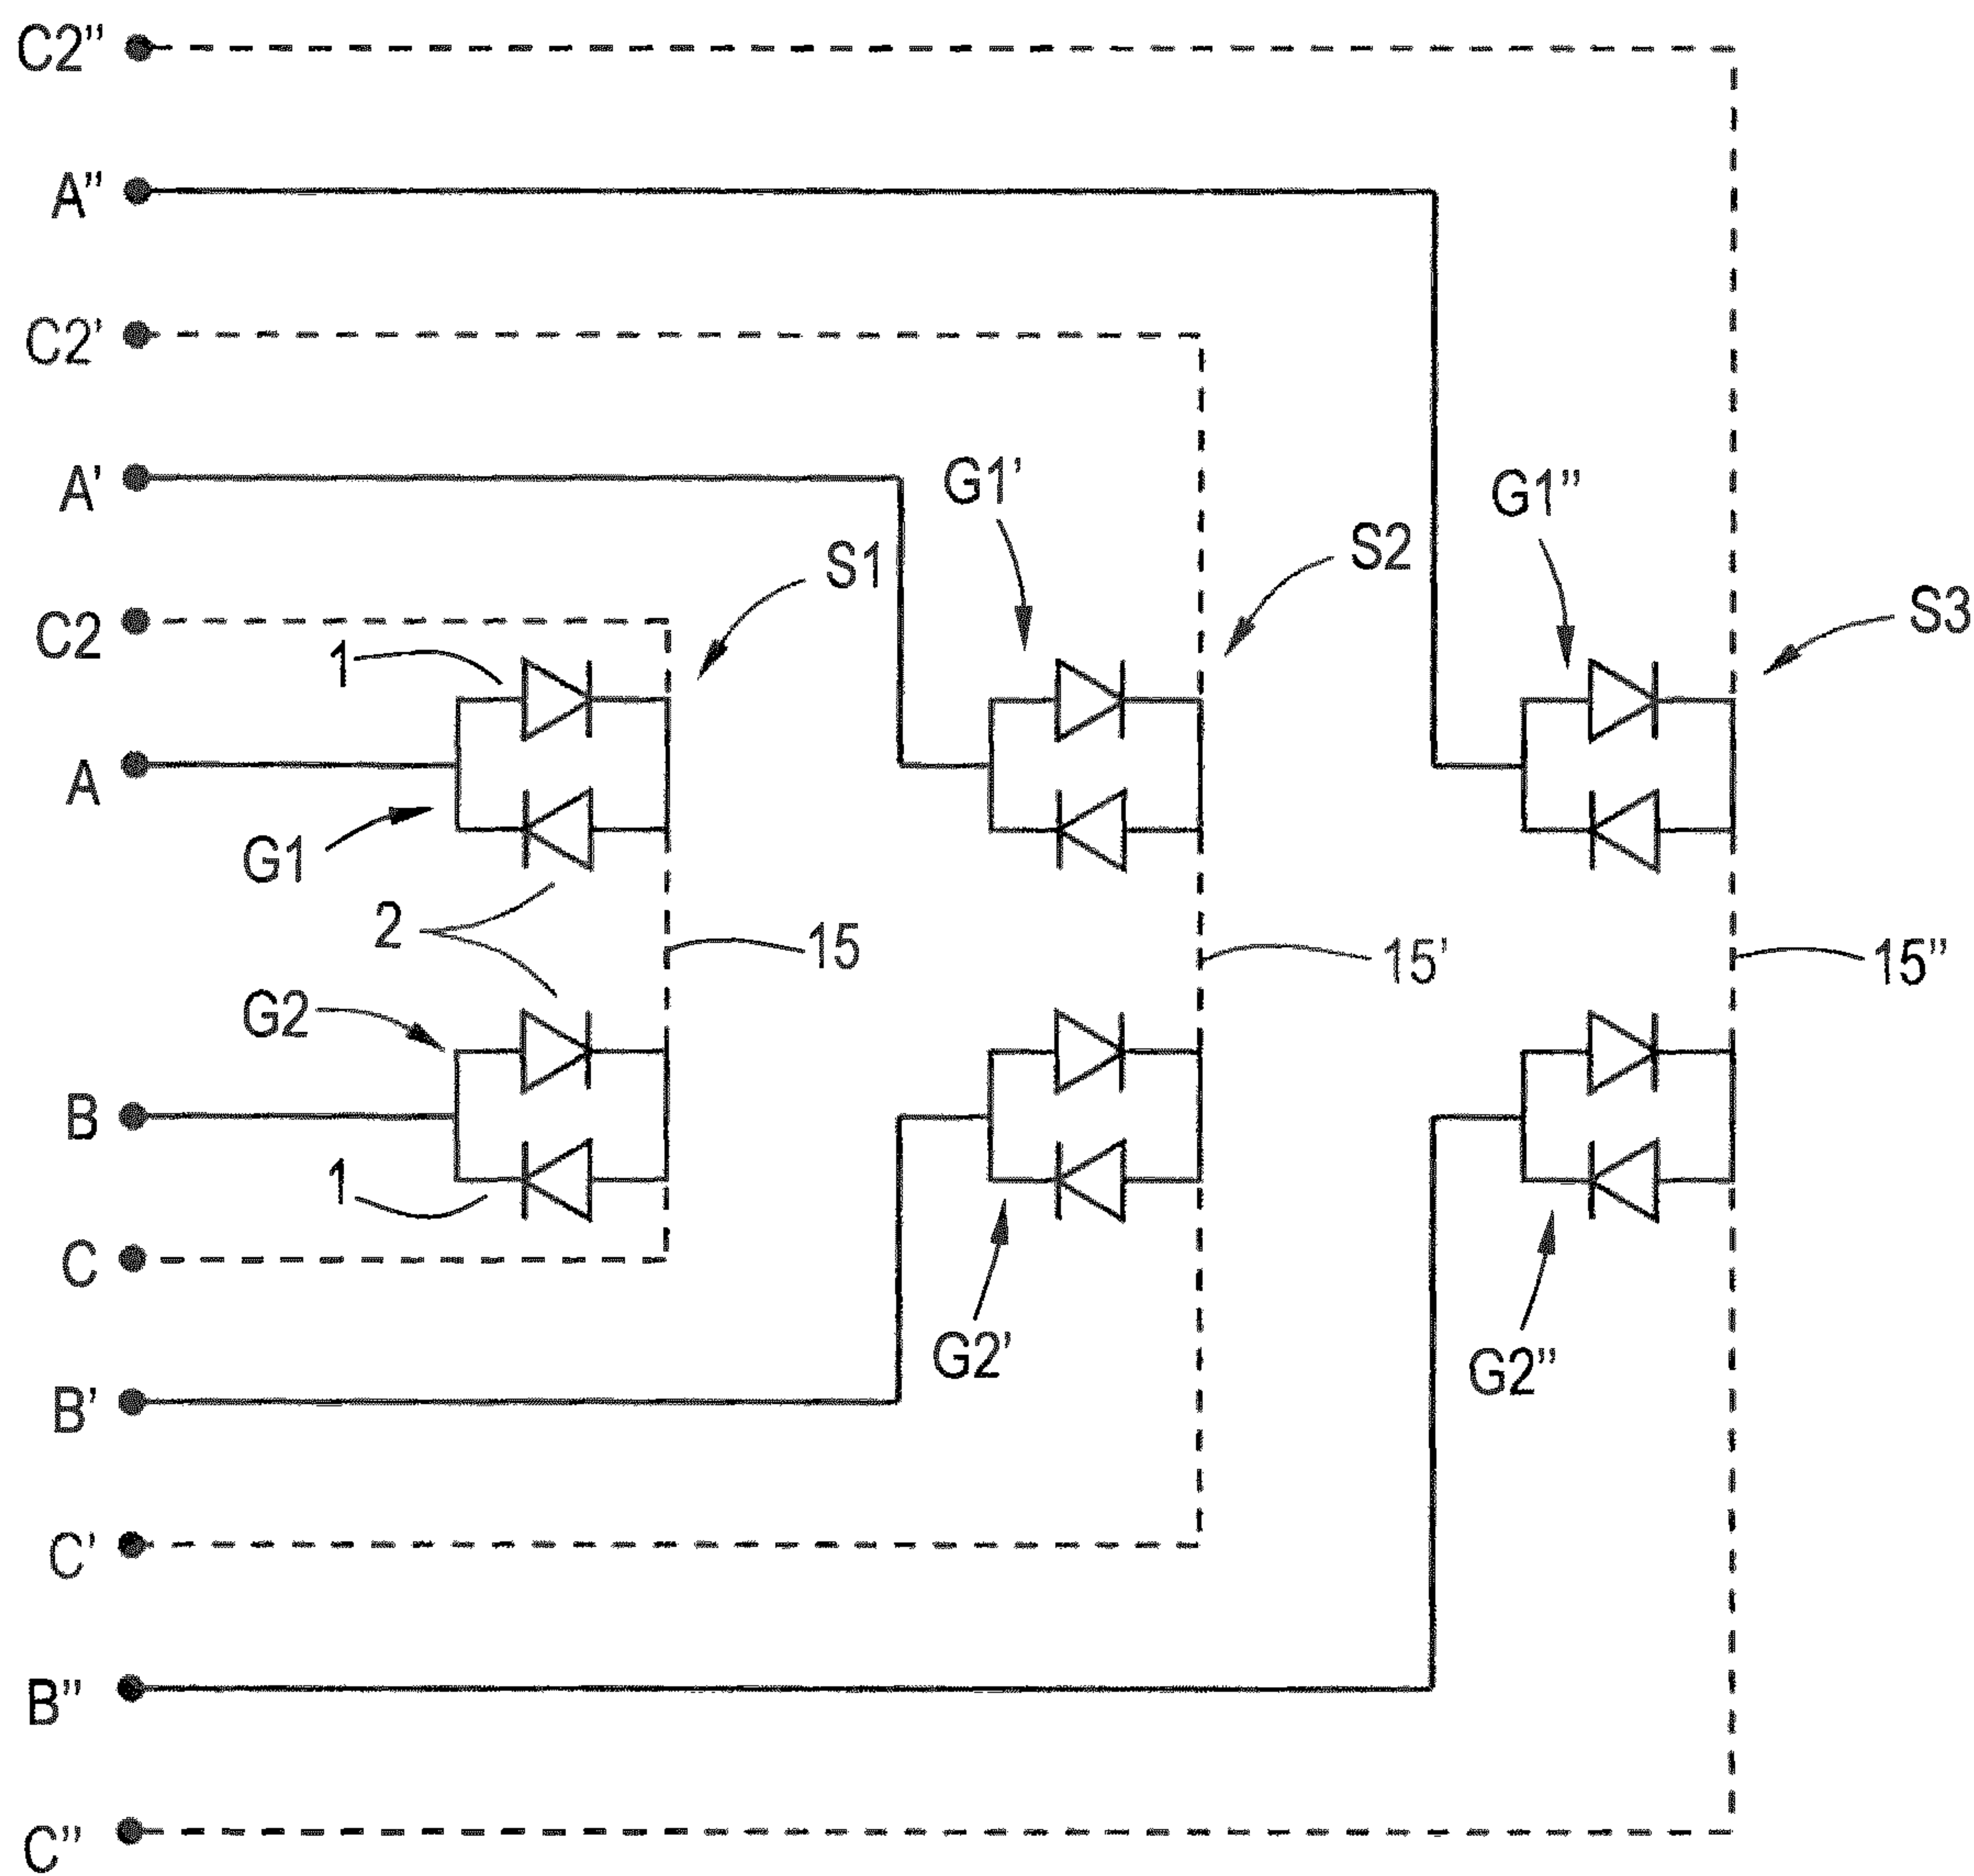 C2”
A”
C2’
A’
G1’
G1”
S1
S2
S3
C2
1
A
G1
2
15
15’
15”
G2
B
1
C
G2’
G2”
B’
C’
B”
C”